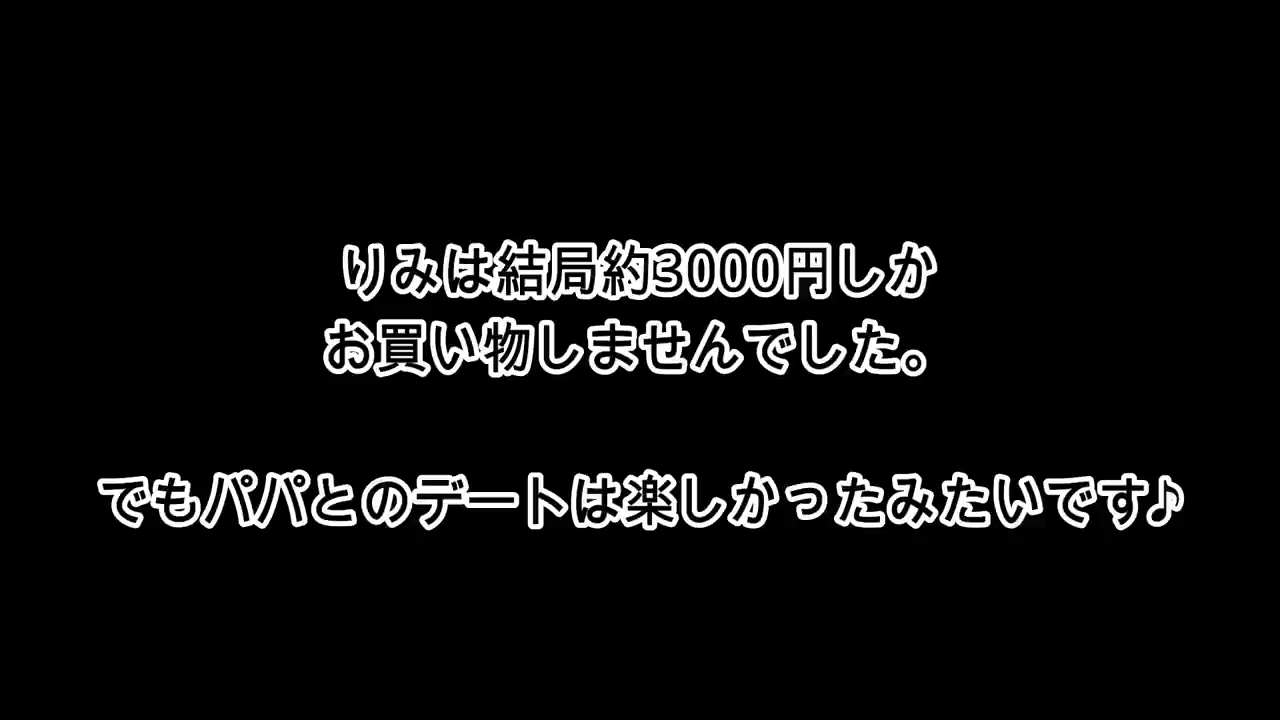 りみは結局約3000円しか
お買い物しませんでした。
でもパパとのデートは楽しかったみたいです♪